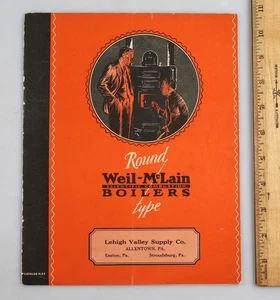 Round
Weil-McLain
SCIENTIFIC COMBUSTION
BOILERS
type
Lehigh Valley Supply Co.
ALLENTOWN, PA.
Easton, Pa. Stroudsburg, Pa.